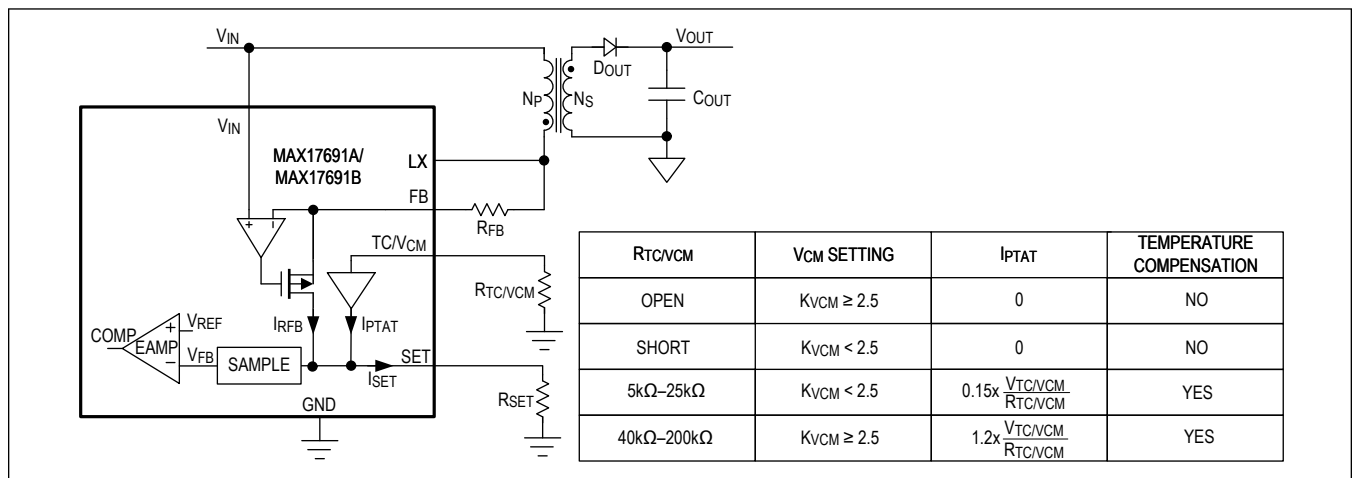 VIN
VOUT
DOUT
NP
NS
COUT
VIN
MAX17691A/
MAX17691B
LX
FB
RFB
+
−
TC/VCM
RTC/VCM
IRFB
IPTAT
COMP
EAMP
+
−
VREF
VFB
SAMPLE
SET
ISET
RSET
GND
RTC/VCM VCM SETTING IPTAT TEMPERATURE
COMPENSATION
OPEN KVCM ≥ 2.5 0 NO
SHORT KVCM < 2.5 0 NO
5kΩ–25kΩ KVCM < 2.5 0.15x VTC/VCM YES
RTC/VCM
40kΩ–200kΩ KVCM ≥ 2.5 1.2x VTC/VCM YES
RTC/VCM